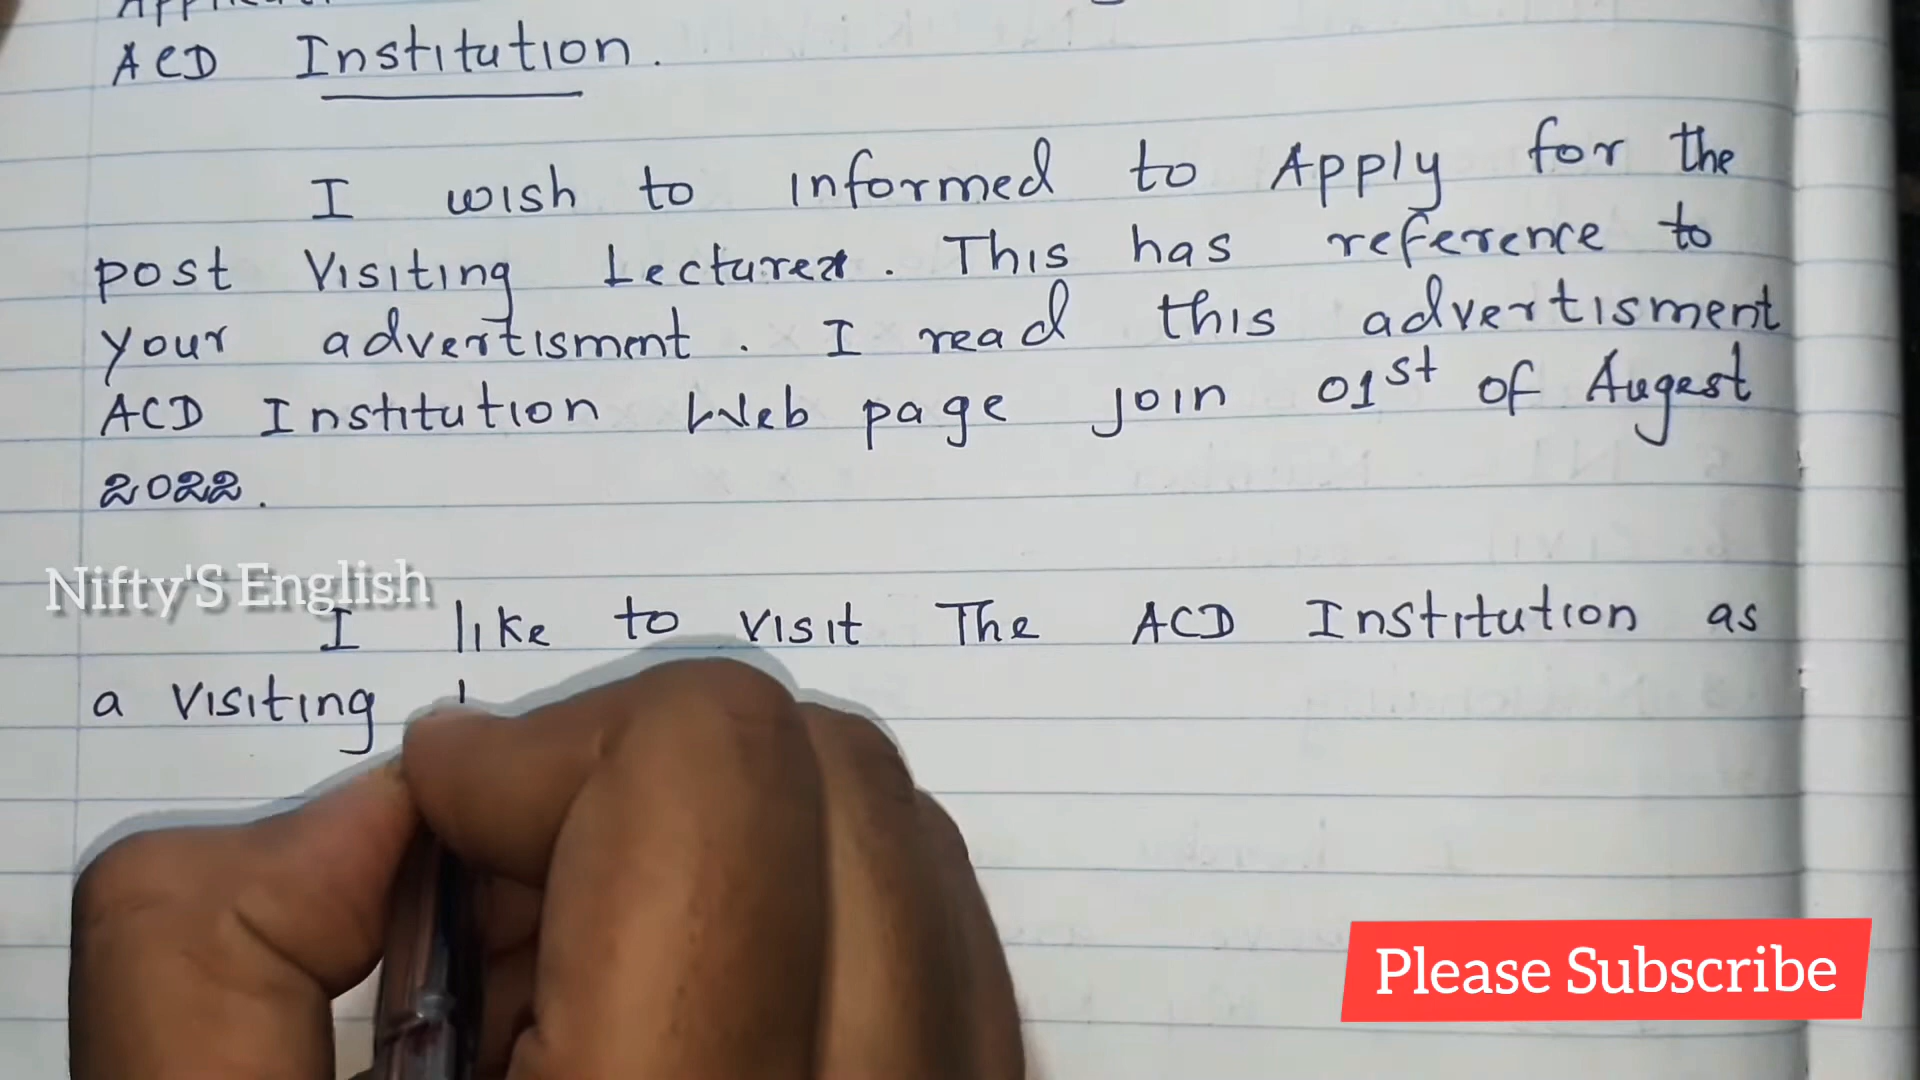 ACD Institution.
I wish to informed to Apply for the
post Visiting Lecturer. This has reference to
your advertisment. I read this advertisment
ACD Institution Web page join 01st of Augest
2022.
Nifty'S English
I like to visit The ACD Institution as
a visiting
Please Subscribe